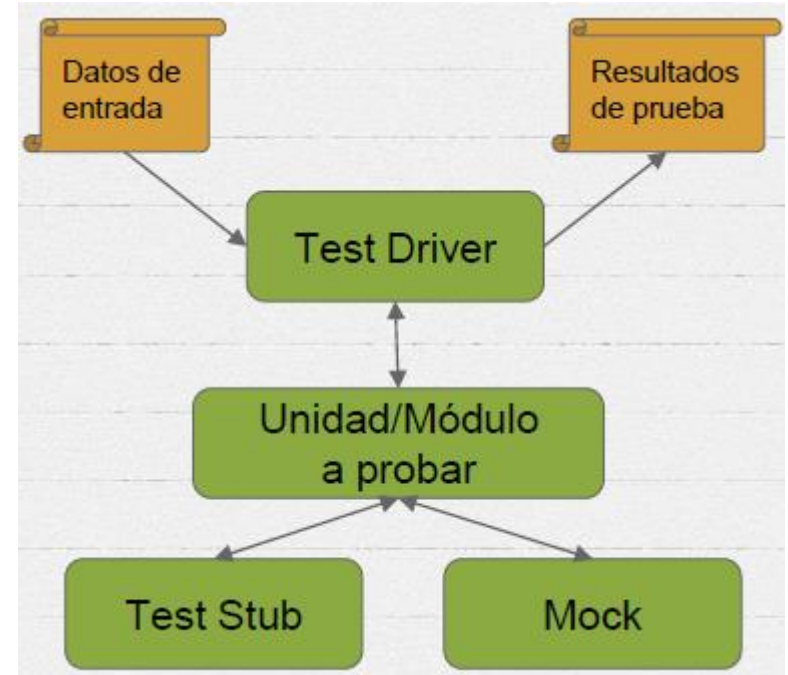 Datos de
entrada
Resultados
de prueba
Test Driver
Unidad/Módulo
a probar
Test Stub
Mock